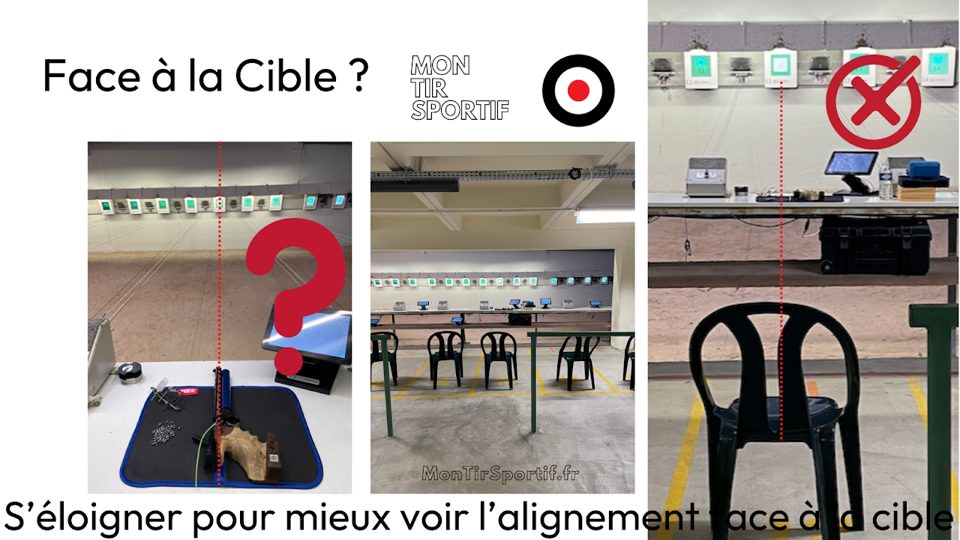 Face à la Cible ?
MON
TIR
SPORTIF
MonTirSportif.fr
S'éloigner pour mieux voir l'alignement face à la cible